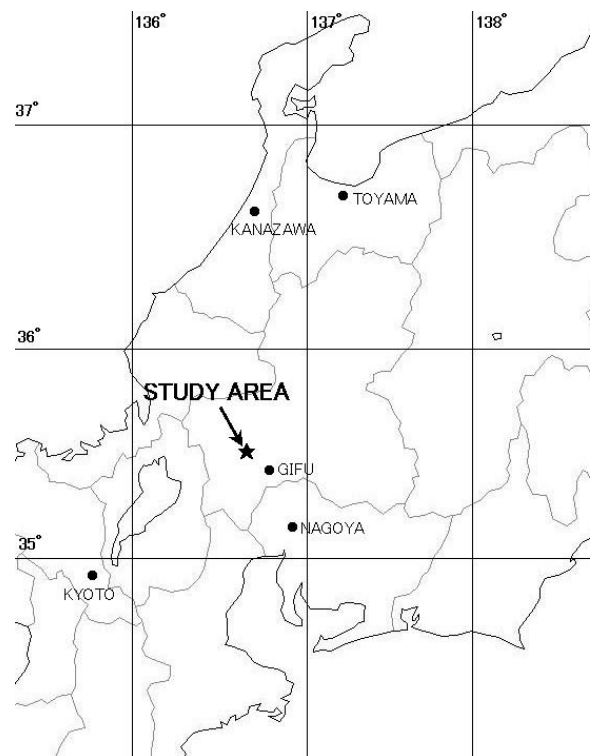 136°
137°
138°
37°
TOYAMA
KANAZAWA
36°
STUDY AREA
GIFU
NAGOYA
35°
KYOTO